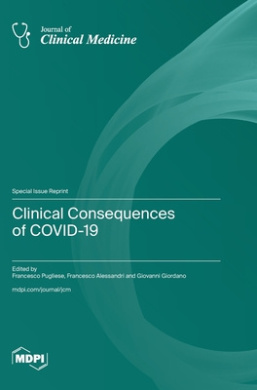 Journal of
Clinical Medicine
Special Issue Reprint
Clinical Consequences
of COVID-19
Edited by
Francesco Pugliese, Francesco Alessandri and Giovanni Giordano
mdpi.com/journal/jcm
MDPI